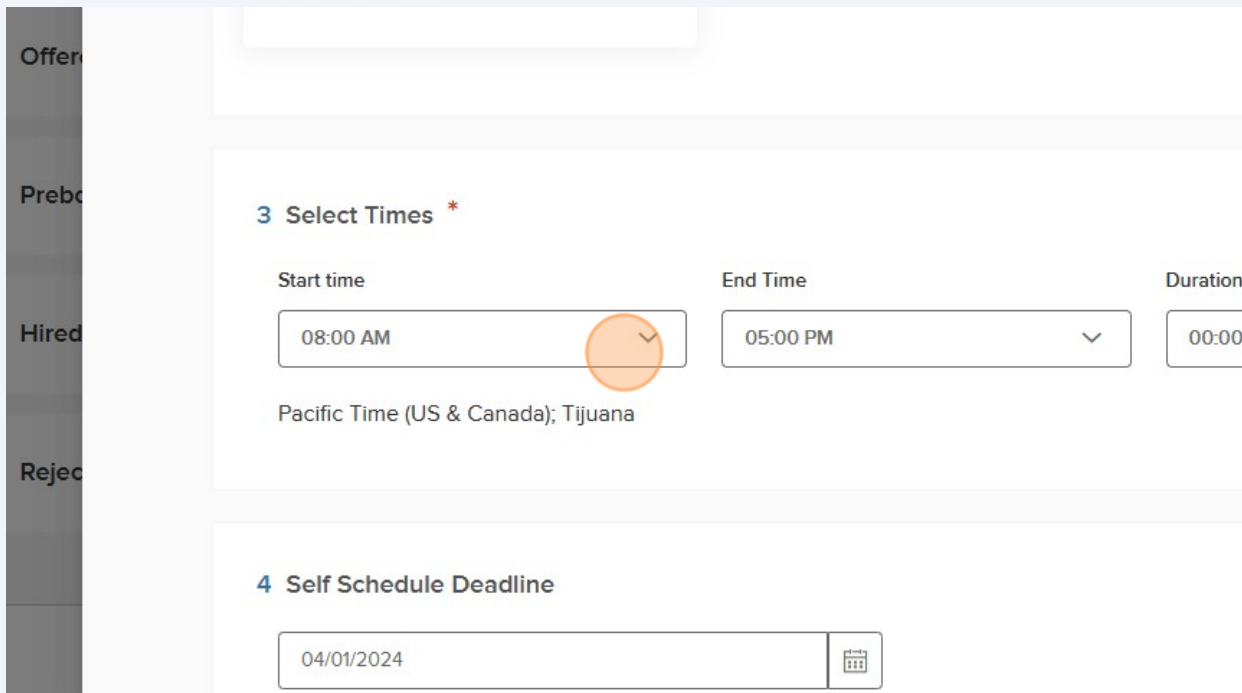 Offer
Prebo
Hired
Rejec
3 Select Times *
Start time
End Time
Duration
08:00 AM
05:00 PM
00:00
Pacific Time (US & Canada); Tijuana
4 Self Schedule Deadline
04/01/2024